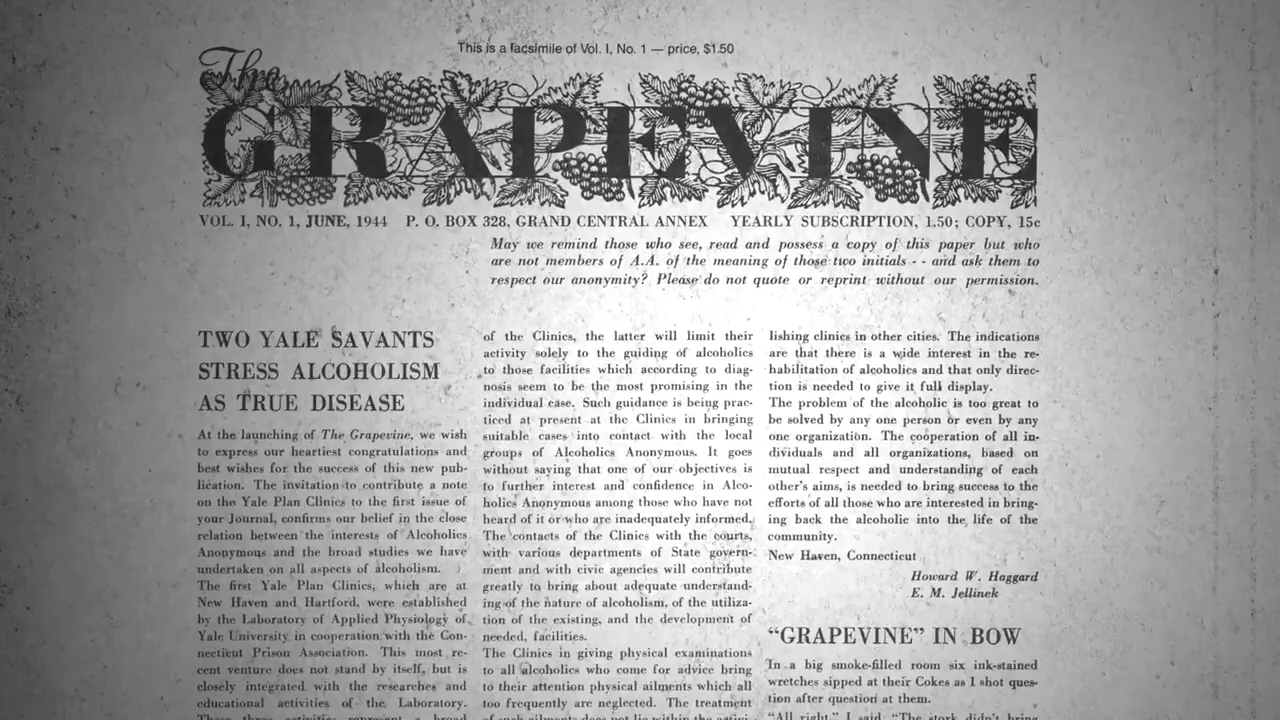 This is a facsimile of Vol. I, No. 1 — price, $1.50
The
GRAPEVINE
VOL. I, NO. 1, JUNE, 1944 P. O. BOX 328, GRAND CENTRAL ANNEX YEARLY SUBSCRIPTION, 1.50; COPY, 15c
May we remind those who see, read and possess a copy of this paper but who
are not members of A.A. of the meaning of those two initials - - and ask them to
respect our anonymity? Please do not quote or reprint without our permission.
TWO YALE SAVANTS
STRESS ALCOHOLISM
AS TRUE DISEASE
At the launching of The Grapevine, we wish
to express our heartiest congratulations and
best wishes for the success of this new pub-
lication. The invitation to contribute a note
on the Yale Plan Clinics to the first issue of
your Journal, confirms our belief in the close
relation between the interests of Alcoholics
Anonymous and the broad studies we have
undertaken on all aspects of alcoholism.
The first Yale Plan Clinics, which are at
New Haven and Hartford, were established
by the Laboratory of Applied Physiology of
Yale University in cooperation with the Con-
necticut Prison Association. This most re-
cent venture does not stand by itself, but is
closely integrated with the researches and
educational activities of the Laboratory.
These three activities represent a broad
of the Clinics, the latter will limit their
activity solely to the guiding of alcoholics
to those facilities which according to diag-
nosis seem to be the most promising in the
individual case. Such guidance is being prac-
ticed at present at the Clinics in bringing
suitable cases into contact with the local
groups of Alcoholics Anonymous. It goes
without saying that one of our objectives is
to further interest and confidence in Alco-
holics Anonymous among those who have not
heard of it or who are inadequately informed.
The contacts of the Clinics with the courts,
with various departments of State govern-
ment and with civic agencies will contribute
greatly to bring about adequate understand-
ing of the nature of alcoholism, of the utiliza-
tion of the existing, and the development of
needed, facilities.
The Clinics in giving physical examinations
to all alcoholics who come for advice bring
to their attention physical ailments which all
too frequently are neglected. The treatment
of such ailments does not lie within the activi-
lishing clinics in other cities. The indications
are that there is a wide interest in the re-
habilitation of alcoholics and that only direc-
tion is needed to give it full display.
The problem of the alcoholic is too great to
be solved by any one person or even by any
one organization. The cooperation of all in-
dividuals and all organizations, based on
mutual respect and understanding of each
other's aims, is needed to bring success to the
efforts of all those who are interested in bring-
ing back the alcoholic into the life of the
community.
New Haven, Connecticut
Howard W. Haggard
E. M. Jellinek
“GRAPEVINE” IN BOW
In a big smoke-filled room six ink-stained
wretches sipped at their Cokes as I shot ques-
tion after question at them.
“All right,” I said, “The stork didn't bring